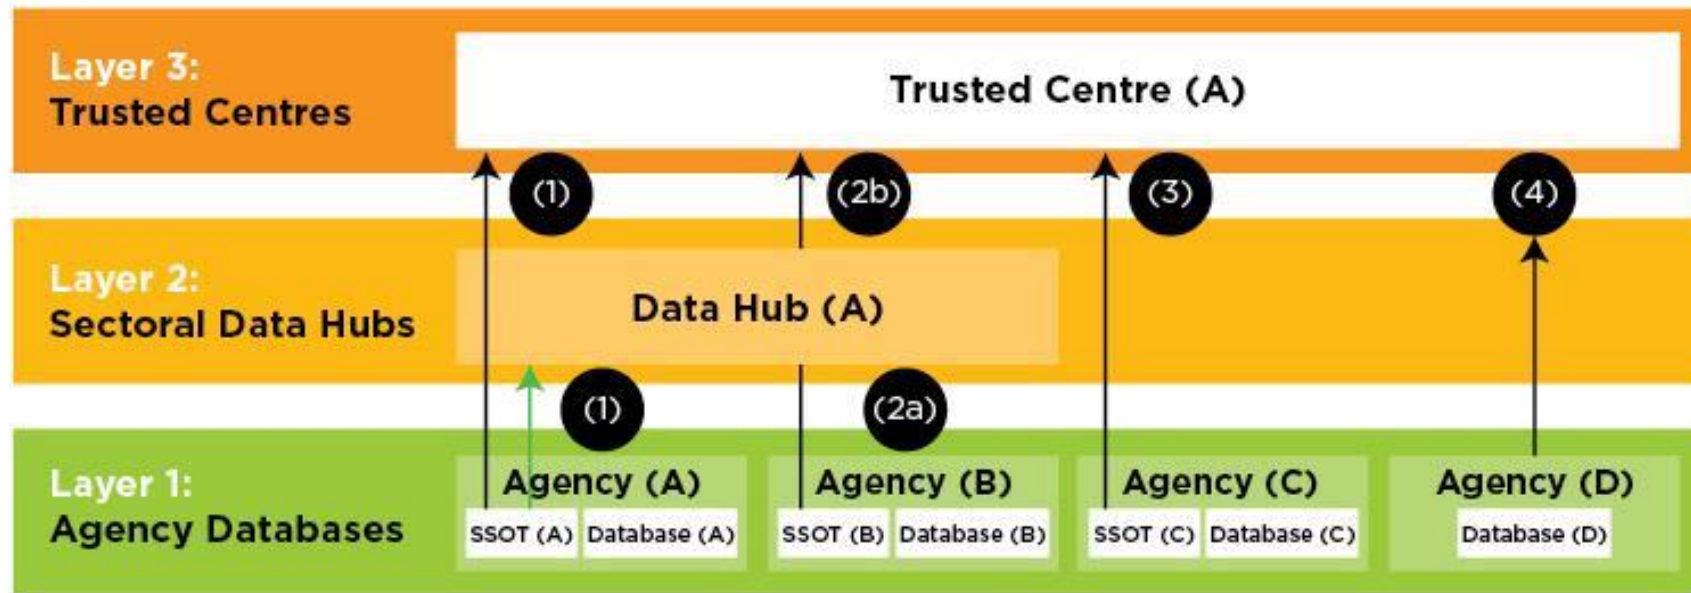 Layer 3:
Trusted Centres
Trusted Centre (A)
(1)
(2b)
(3)
(4)
Layer 2:
Sectoral Data Hubs
Data Hub (A)
(1)
(2a)
Layer 1:
Agency Databases
Agency (A)
SSOT (A)
Database (A)
Agency (B)
SSOT (B)
Database (B)
Agency (C)
SSOT (C)
Database (C)
Agency (D)
Database (D)